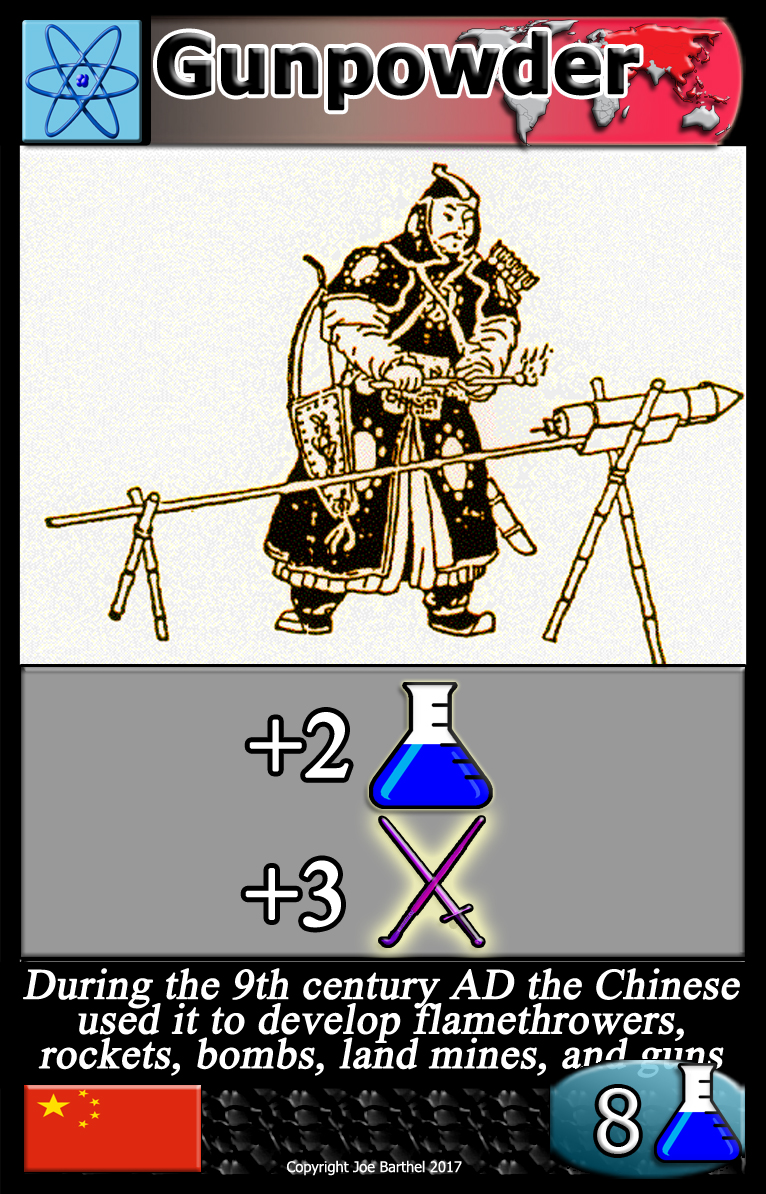 Gunpowder
+2
+3
During the 9th century AD the Chinese
used it to develop flamethrowers,
rockets, bombs, land mines, and guns
8
Copyright Joe Barthel 2017